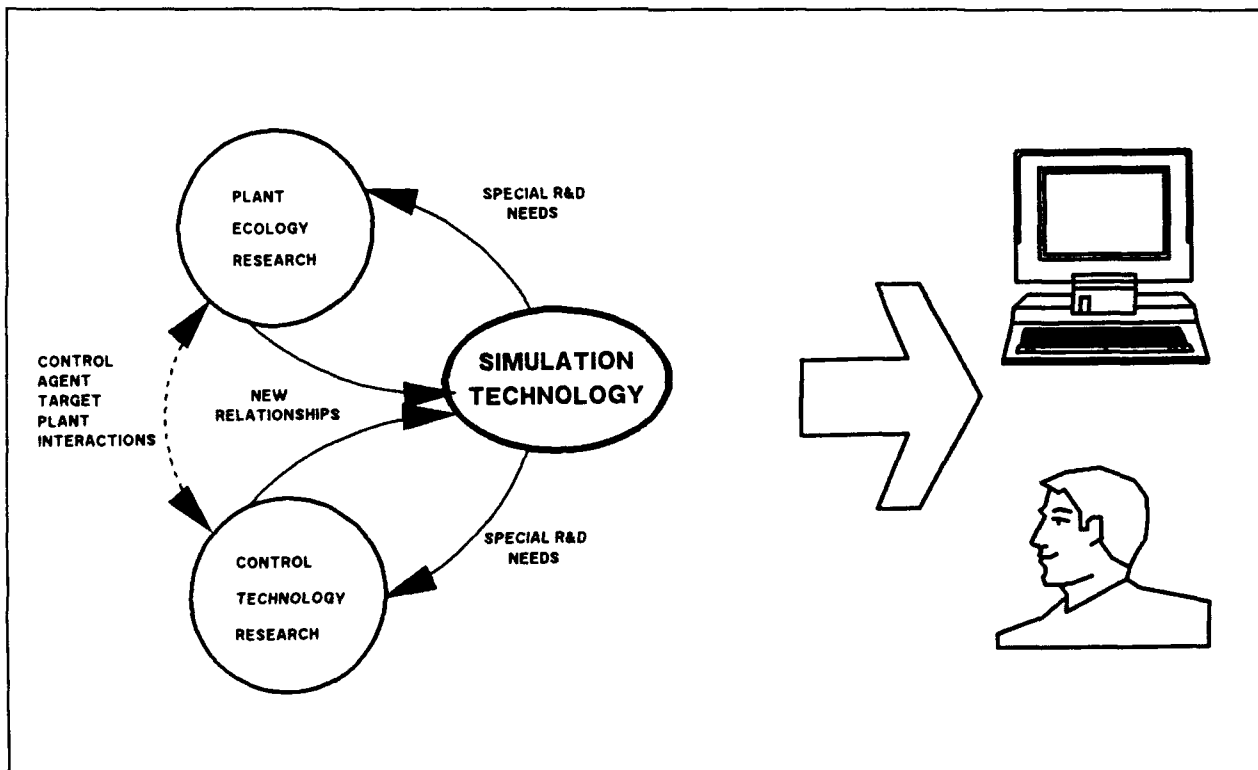 PLANT
ECOLOGY
RESEARCH
SPECIAL R&D
NEEDS
CONTROL
AGENT
TARGET
PLANT
INTERACTIONS
NEW
RELATIONSHIPS
SIMULATION
TECHNOLOGY
CONTROL
TECHNOLOGY
RESEARCH
SPECIAL R&D
NEEDS